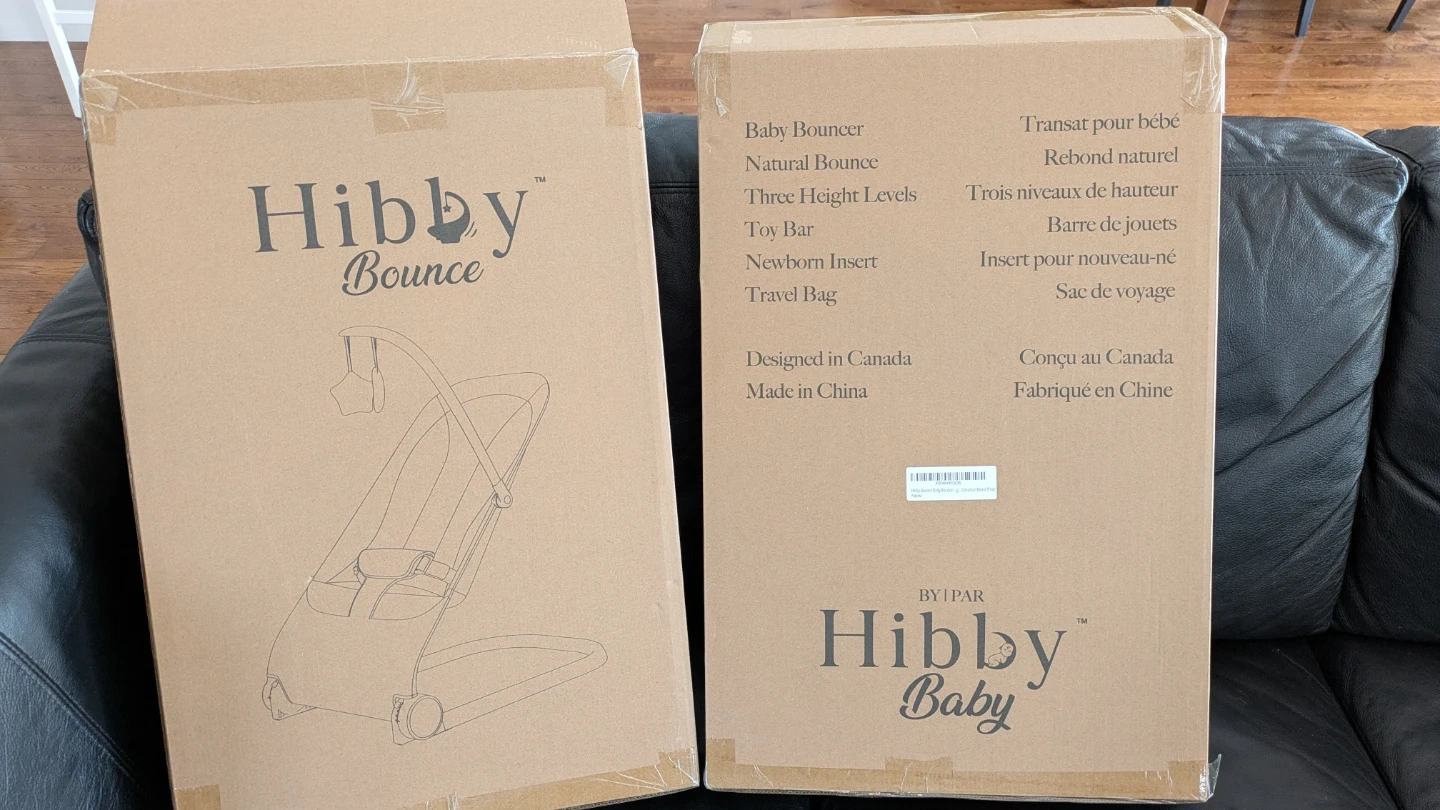 Hibby™
Bounce
Baby Bouncer
Natural Bounce
Three Height Levels
Toy Bar
Newborn Insert
Travel Bag
Designed in Canada
Made in China
Transat pour bébé
Rebond naturel
Trois niveaux de hauteur
Barre de jouets
Insert pour nouveau-né
Sac de voyage
Conçu au Canada
Fabriqué en Chine
BY | PAR
Hibby™
Baby